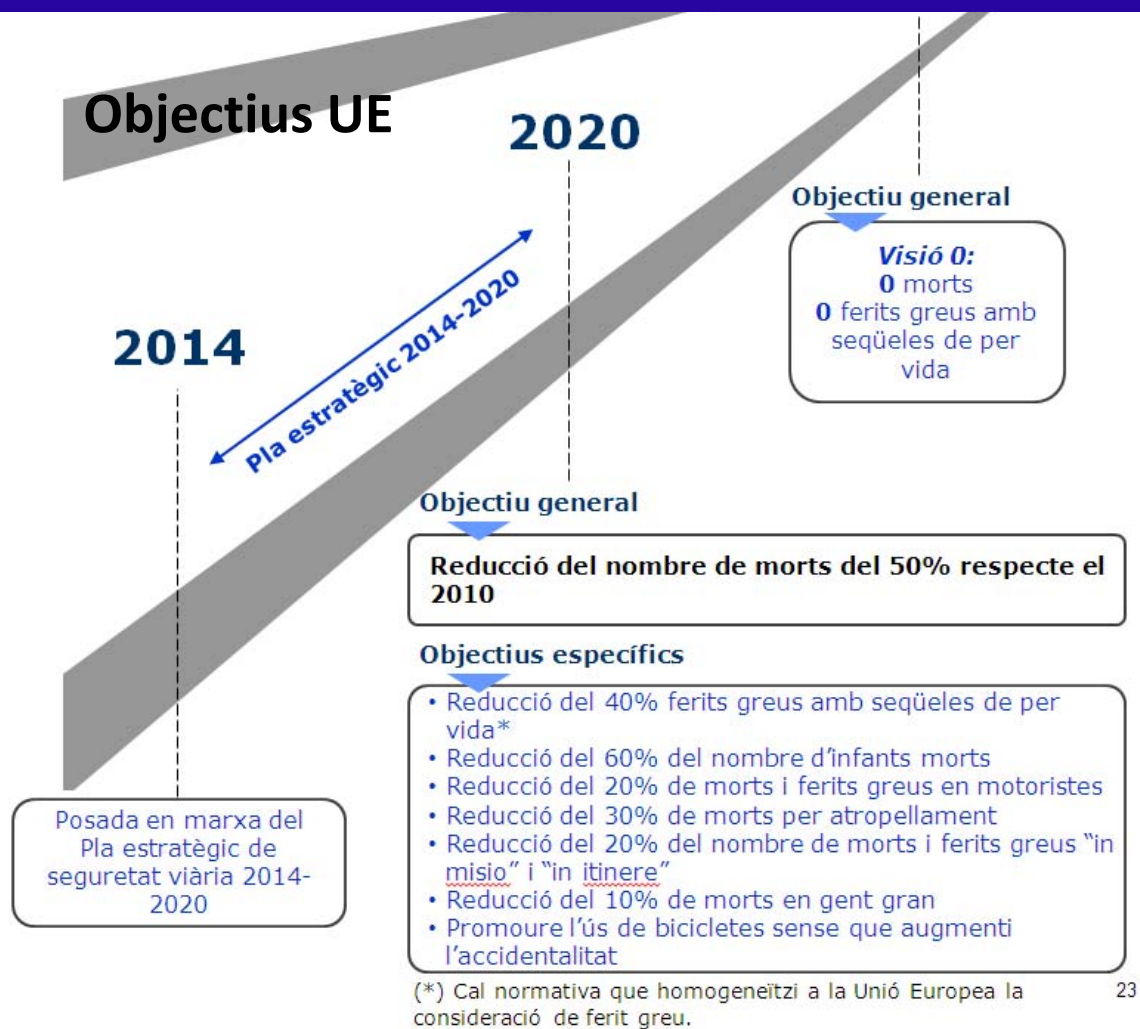 Objectius UE
2020
Objectiu general
Visió 0:
0 morts
0 ferits greus amb
seqüeles de per
vida
2014
Pla estratègic 2014-2020
Objectiu general
Reducció del nombre de morts del 50% respecte el
2010
Objectius específics
• Reducció del 40% ferits greus amb seqüeles de per
vida*
• Reducció del 60% del nombre d’infants morts
• Reducció del 20% de morts i ferits greus en motoristes
• Reducció del 30% de morts per atropellament
• Reducció del 20% del nombre de morts i ferits greus “in
misio” i “in itinere”
• Reducció del 10% de morts en gent gran
• Promoure l’ús de bicicletes sense que augmenti
l’accidentalitat
Posada en marxa del
Pla estratègic de
seguretat viària 2014-
2020
(*) Cal normativa que homogeneïtzi a la Unió Europea la
consideració de ferit greu.
23